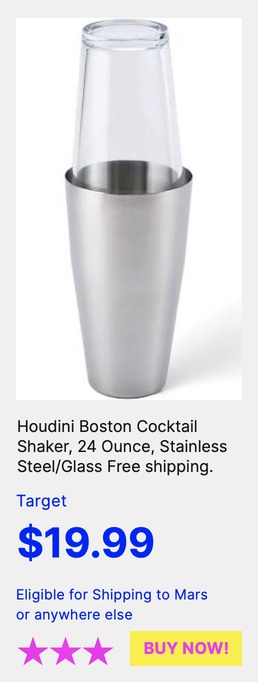 Houdini Boston Cocktail
Shaker, 24 Ounce, Stainless
Steel/Glass Free shipping.
Target
$19.99
Eligible for Shipping to Mars
or anywhere else
BUY NOW!